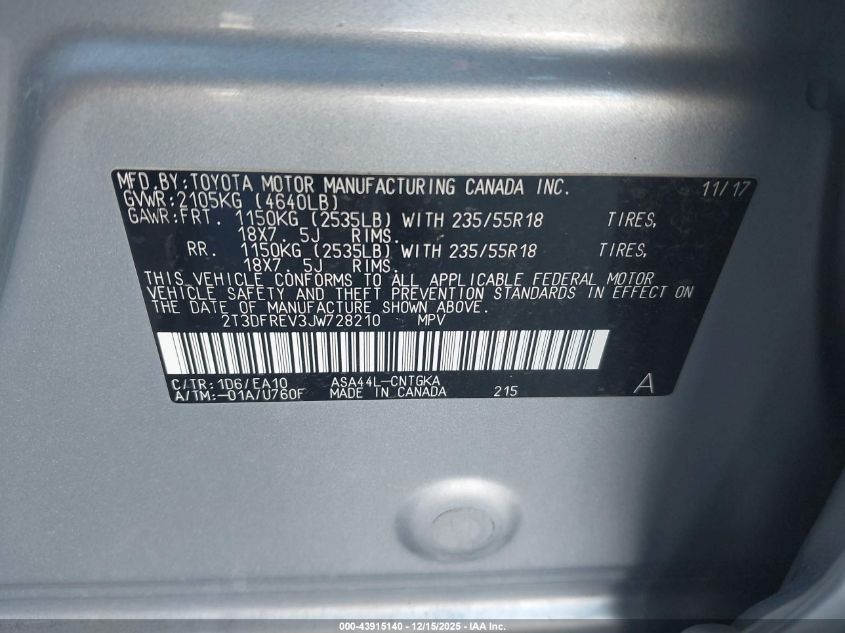 MFD.BY:TOYOTA MOTOR MANUFACTURING CANADA INC. 11/17
GVWR:2105KG (4640LB)
GAWR:FRT. 1150KG (2535LB) WITH 235/55R18 TIRES,
18X7.5J RIMS.
RR. 1150KG (2535LB) WITH 235/55R18 TIRES,
18X7.5J RIMS.
THIS VEHICLE CONFORMS TO ALL APPLICABLE FEDERAL MOTOR
VEHICLE SAFETY AND THEFT PREVENTION STANDARDS IN EFFECT ON
THE DATE OF MANUFACTURE SHOWN ABOVE.
2T3DFREV3JW728210 MPV
C/TR:1D6/EA10 ASA44L-CNTGKA
A/TM:-01A/U760F MADE IN CANADA 215 A
000-43915140 - 12/15/2025 - IAA Inc.